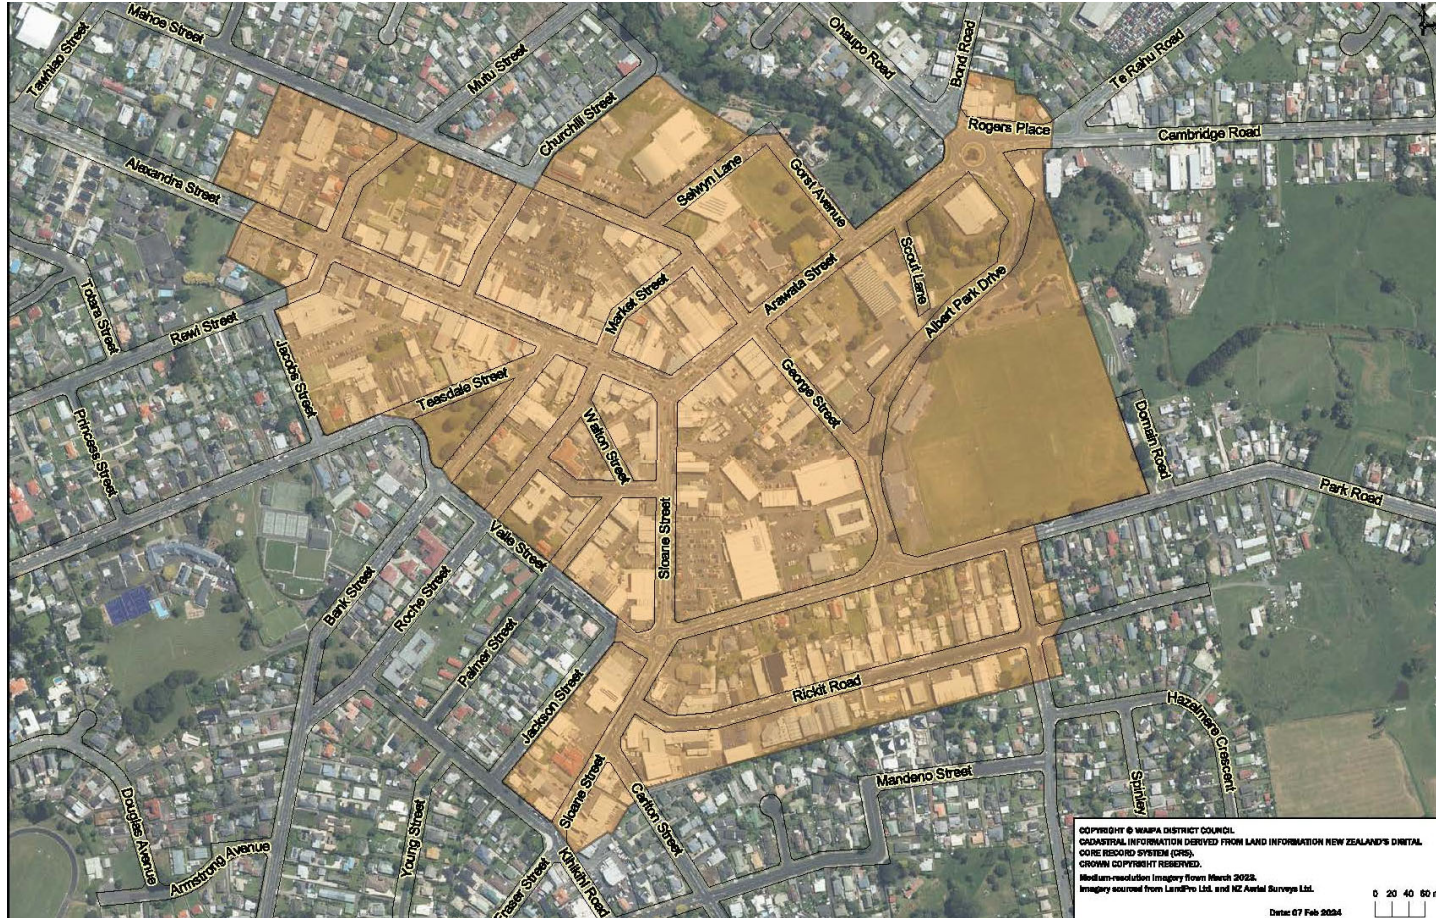 Mahoe Street
Tawhiao Street
Mutu Street
Churchill Street
Ohaupo Road
Bond Road
Te Rahu Road
Rogers Place
Cambridge Road
Alexandra Street
Selwyn Lane
Gorst Avenue
Scout Lane
Arawata Street
Albert Park Drive
Market Street
Totara Street
Rewi Street
Jacobs Street
Teasdale Street
George Street
Princess Street
Walton Street
Domain Road
Park Road
Sloane Street
Vaile Street
Bank Street
Roche Street
Palmer Street
Jackson Street
Rickit Road
Hazelmere Crescent
Mandeno Street
Spinley
Sloane Street
Carlton Street
Douglas Avenue
Young Street
Armstrong Avenue
Fraser Street
Kihikihi Road
COPYRIGHT © WAIPA DISTRICT COUNCIL
CADASTRAL INFORMATION DERIVED FROM LAND INFORMATION NEW ZEALAND'S DIGITAL
CORE RECORD SYSTEM (CRS).
CROWN COPYRIGHT RESERVED.
Medium-resolution imagery flown March 2023.
Imagery sourced from LandPro Ltd. and NZ Aerial Surveys Ltd.
0 20 40 60 m
Date: 07 Feb 2024